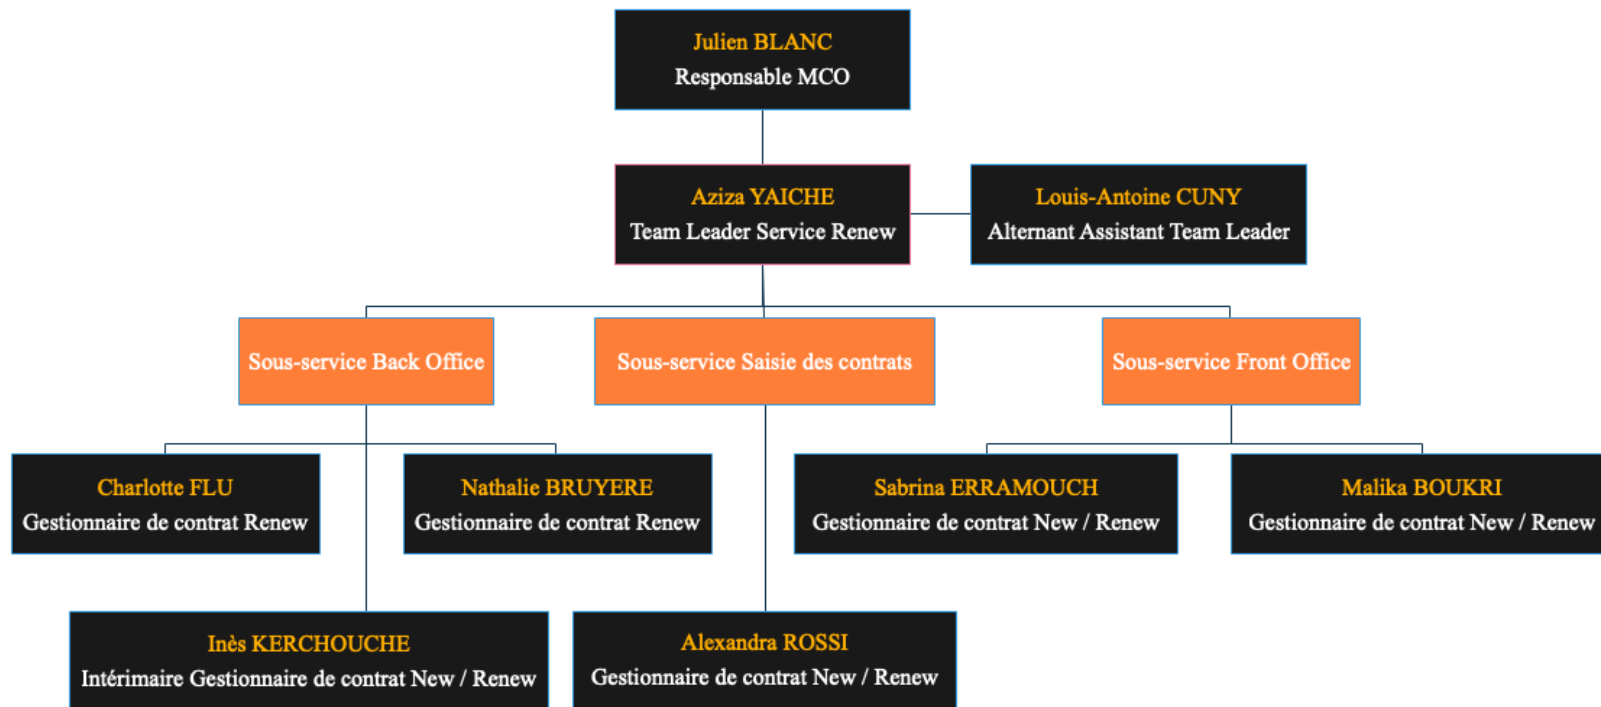 Julien BLANC
Responsable MCO
Aziza YAICHE
Team Leader Service Renew
Louis-Antoine CUNY
Alternant Assistant Team Leader
Sous-service Back Office
Sous-service Saisie des contrats
Sous-service Front Office
Charlotte FLU
Gestionnaire de contrat Renew
Nathalie BRUYERE
Gestionnaire de contrat Renew
Sabrina ERRAMOUCH
Gestionnaire de contrat New / Renew
Malika BOUKRI
Gestionnaire de contrat New / Renew
Inès KERCHOUCHE
Intérimaire Gestionnaire de contrat New / Renew
Alexandra ROSSI
Gestionnaire de contrat New / Renew